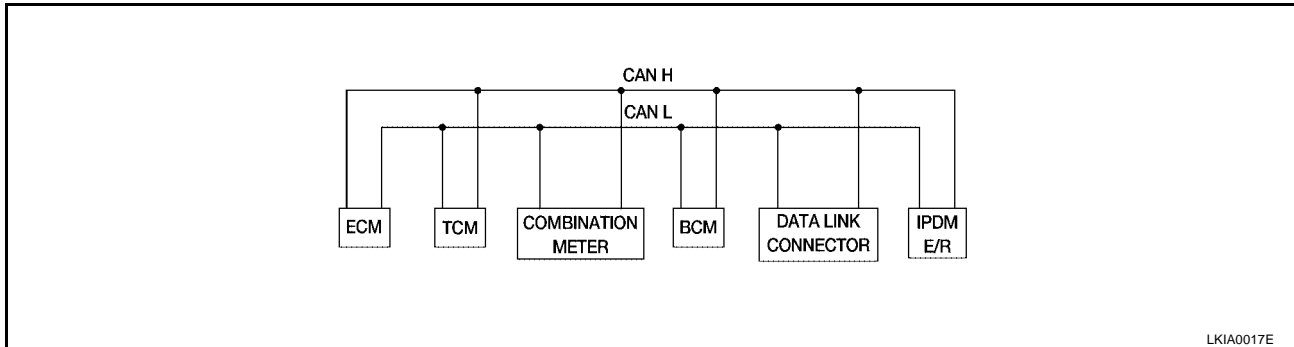 CAN H
CAN L
ECM
TCM
COMBINATION
METER
BCM
DATA LINK
CONNECTOR
IPDM
E/R
LKIA0017E